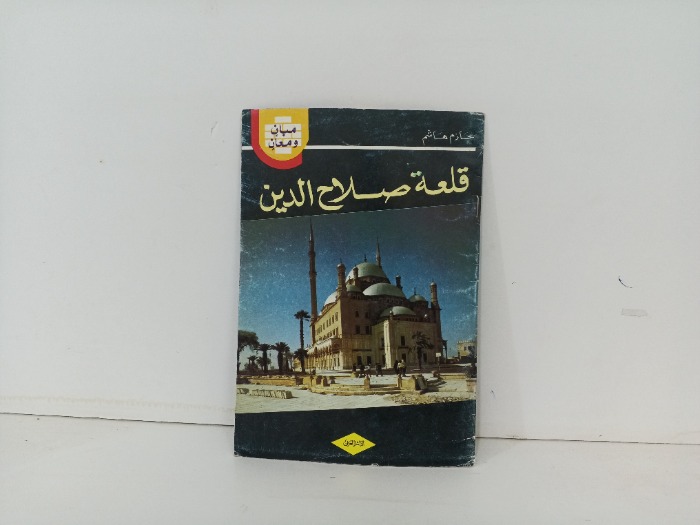 مبان
ومعان
حازم هاشم
قلعة صلاح الدين